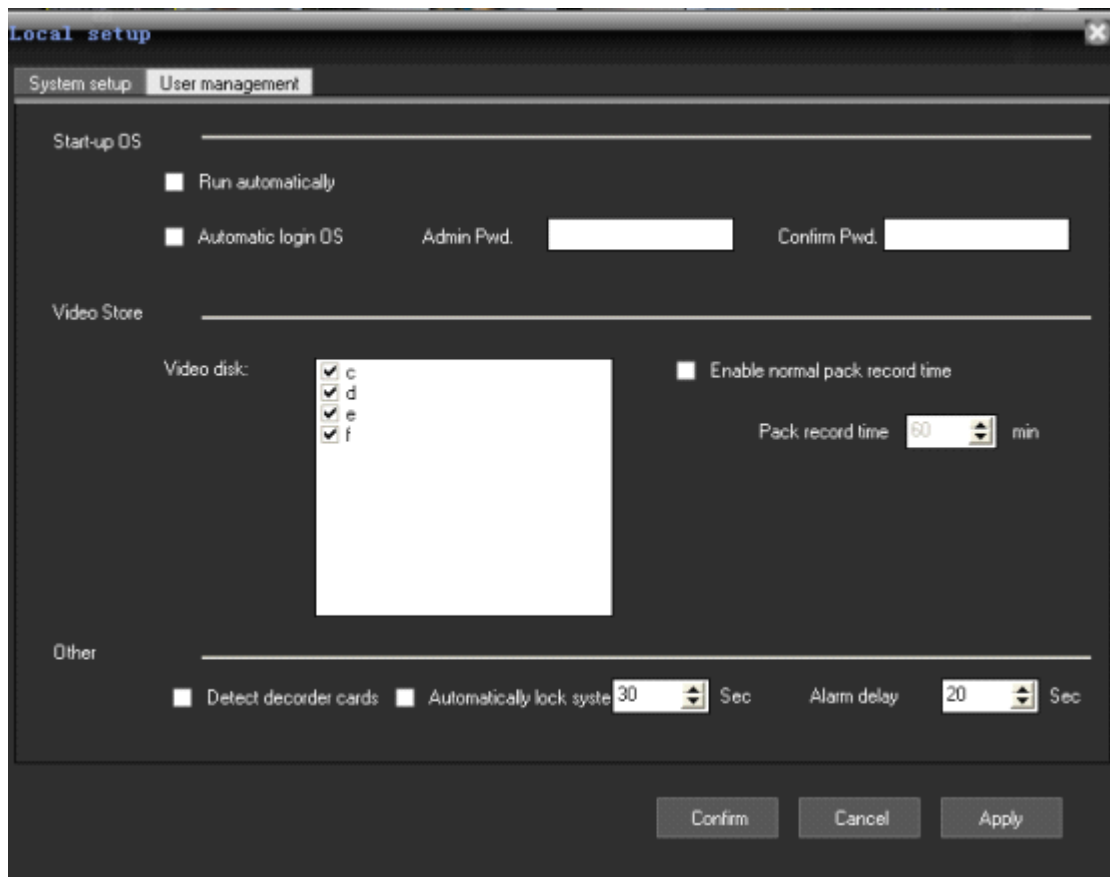 Local setup
System setup User management
Start-up OS
Run automatically
Automatic login OS Admin Pwd. Confirm Pwd.
Video Store
Video disk: c Enable normal pack record time
d
e Pack record time 60 min
f
Other
Detect decorder cards Automatically lock syste 30 Sec Alarm delay 20 Sec
Confirm Cancel Apply